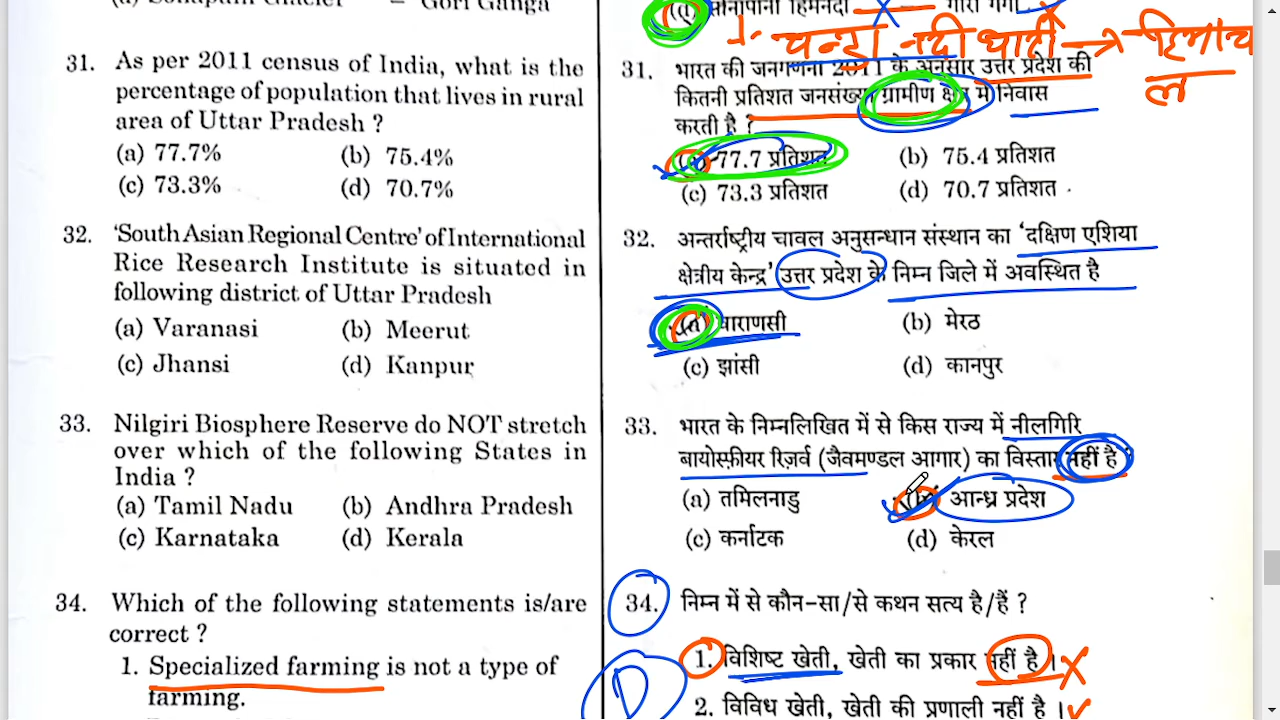 = Gori Ganga
31. As per 2011 census of India, what is the
percentage of population that lives in rural
area of Uttar Pradesh ?
(a) 77.7% (b) 75.4%
(c) 73.3% (d) 70.7%
32. 'South Asian Regional Centre' of International
Rice Research Institute is situated in
following district of Uttar Pradesh
(a) Varanasi (b) Meerut
(c) Jhansi (d) Kanpur
33. Nilgiri Biosphere Reserve do NOT stretch
over which of the following States in
India ?
(a) Tamil Nadu (b) Andhra Pradesh
(c) Karnataka (d) Kerala
34. Which of the following statements is/are
correct ?
1. Specialized farming is not a type of
farming.
सोनापानी हिमनदी गोरी गंगा
चन्द्रा नदी घाटी → हिमाच
ल
31. भारत की जनगणना 2011 के अनुसार उत्तर प्रदेश की
कितनी प्रतिशत जनसंख्या ग्रामीण क्षेत्र में निवास
करती है ?
77.7 प्रतिशत (b) 75.4 प्रतिशत
(c) 73.3 प्रतिशत (d) 70.7 प्रतिशत
32. अन्तर्राष्ट्रीय चावल अनुसन्धान संस्थान का 'दक्षिण एशिया
क्षेत्रीय केन्द्र' उत्तर प्रदेश के निम्न जिले में अवस्थित है
वाराणसी (b) मेरठ
(c) झांसी (d) कानपुर
33. भारत के निम्नलिखित में से किस राज्य में नीलगिरि
बायोस्फ़ीयर रिज़र्व (जैवमण्डल आगार) का विस्तार नहीं है
(a) तमिलनाडु (b) आन्ध्र प्रदेश
(c) कर्नाटक (d) केरल
34. निम्न में से कौन-सा/से कथन सत्य है/हैं ?
1. विशिष्ट खेती, खेती का प्रकार नहीं है ।
D 2. विविध खेती, खेती की प्रणाली नहीं है ।